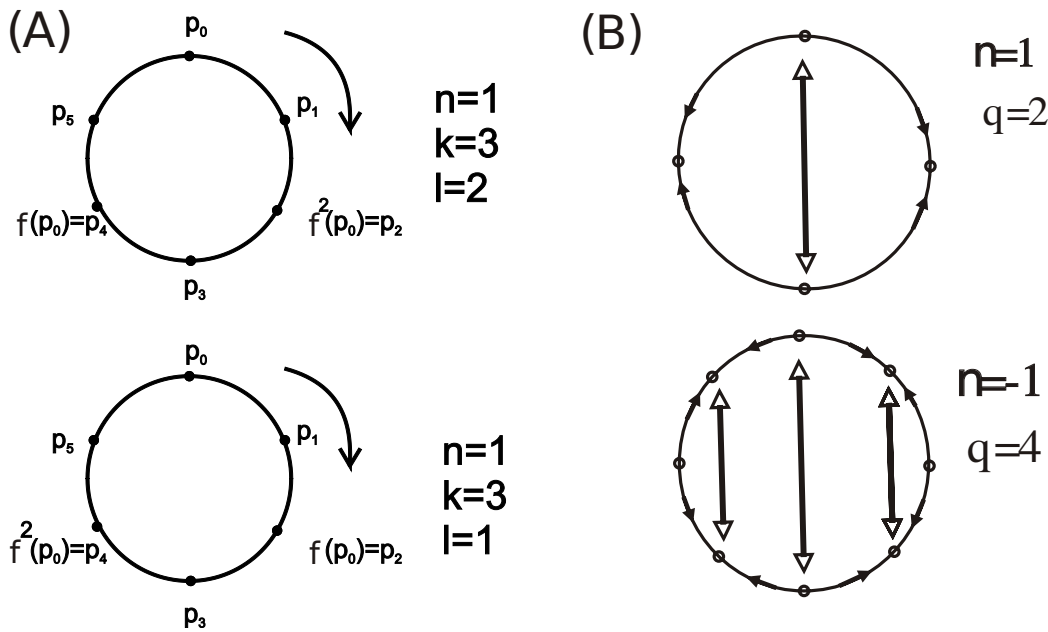 (A)
p₀
p₁
p₅
f(p₀)=p₄
f²(p₀)=p₂
p₃
n=1
k=3
l=2
p₀
p₁
p₅
f²(p₀)=p₄
f(p₀)=p₂
p₃
n=1
k=3
l=1
(B)
n=1
q=2
n=-1
q=4